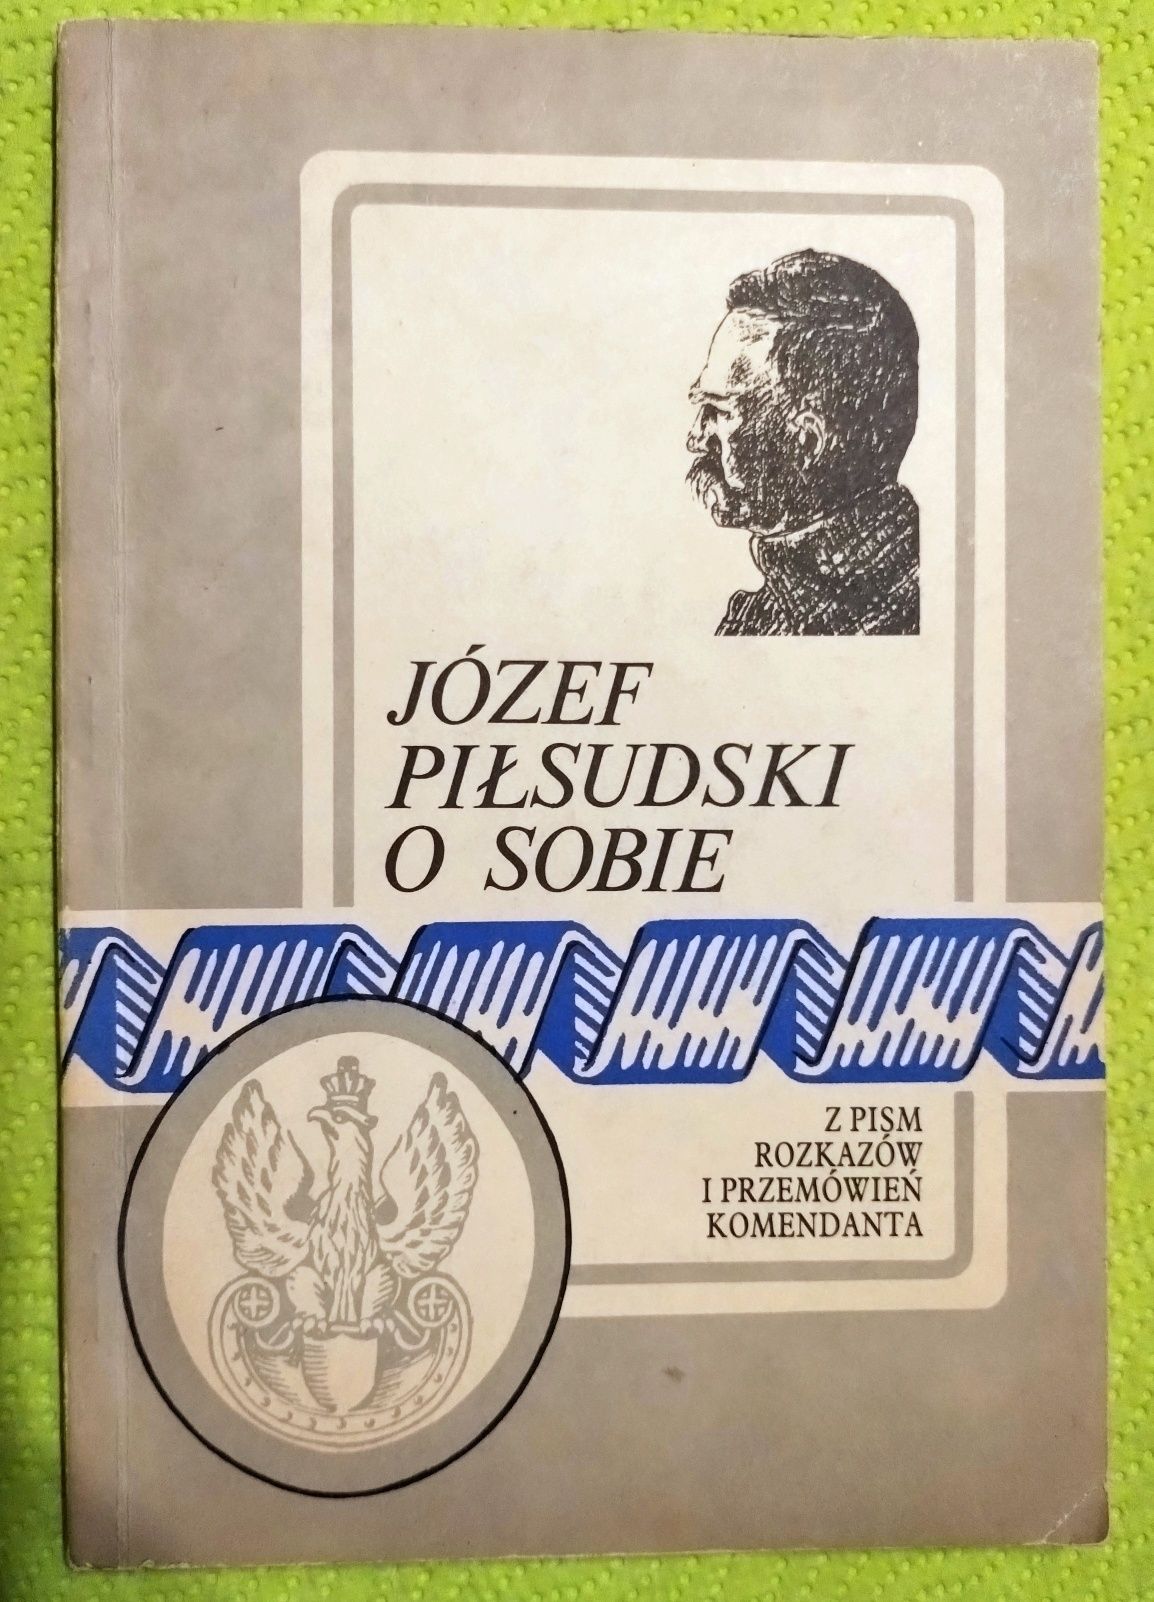 JÓZEF
PIŁSUDSKI
O SOBIE
Z PISM
ROZKAZÓW
I PRZEMÓWIEŃ
KOMENDANTA